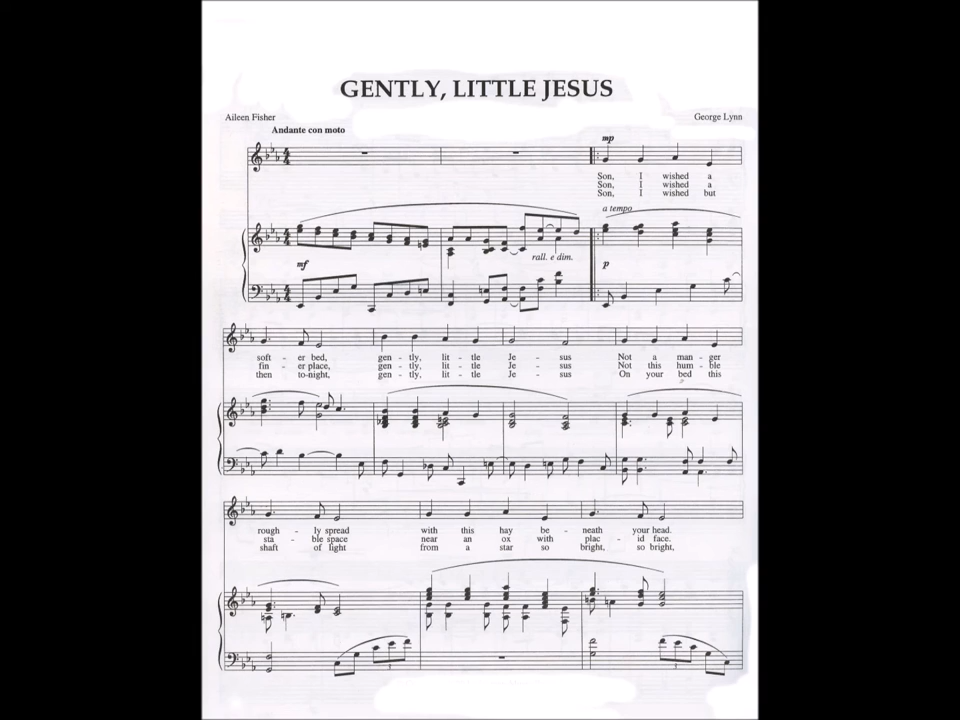 GENTLY, LITTLE JESUS
Aileen Fisher
George Lynn
Andante con moto
mp
Son, I wished a
Son, I wished a
Son, I wished but
a tempo
mf
rall. e dim.
p
soft - er bed, gen - tly, lit - tle Je - sus Not a man - ger
fin - er place, gen - tly, lit - tle Je - sus Not this hum - ble
then to-night, gen - tly, lit - tle Je - sus On your bed this
rough - ly spread with this hay be - neath your head.
sta - ble space near an ox with plac - id face.
shaft of light from a star so bright, so bright,
3
3